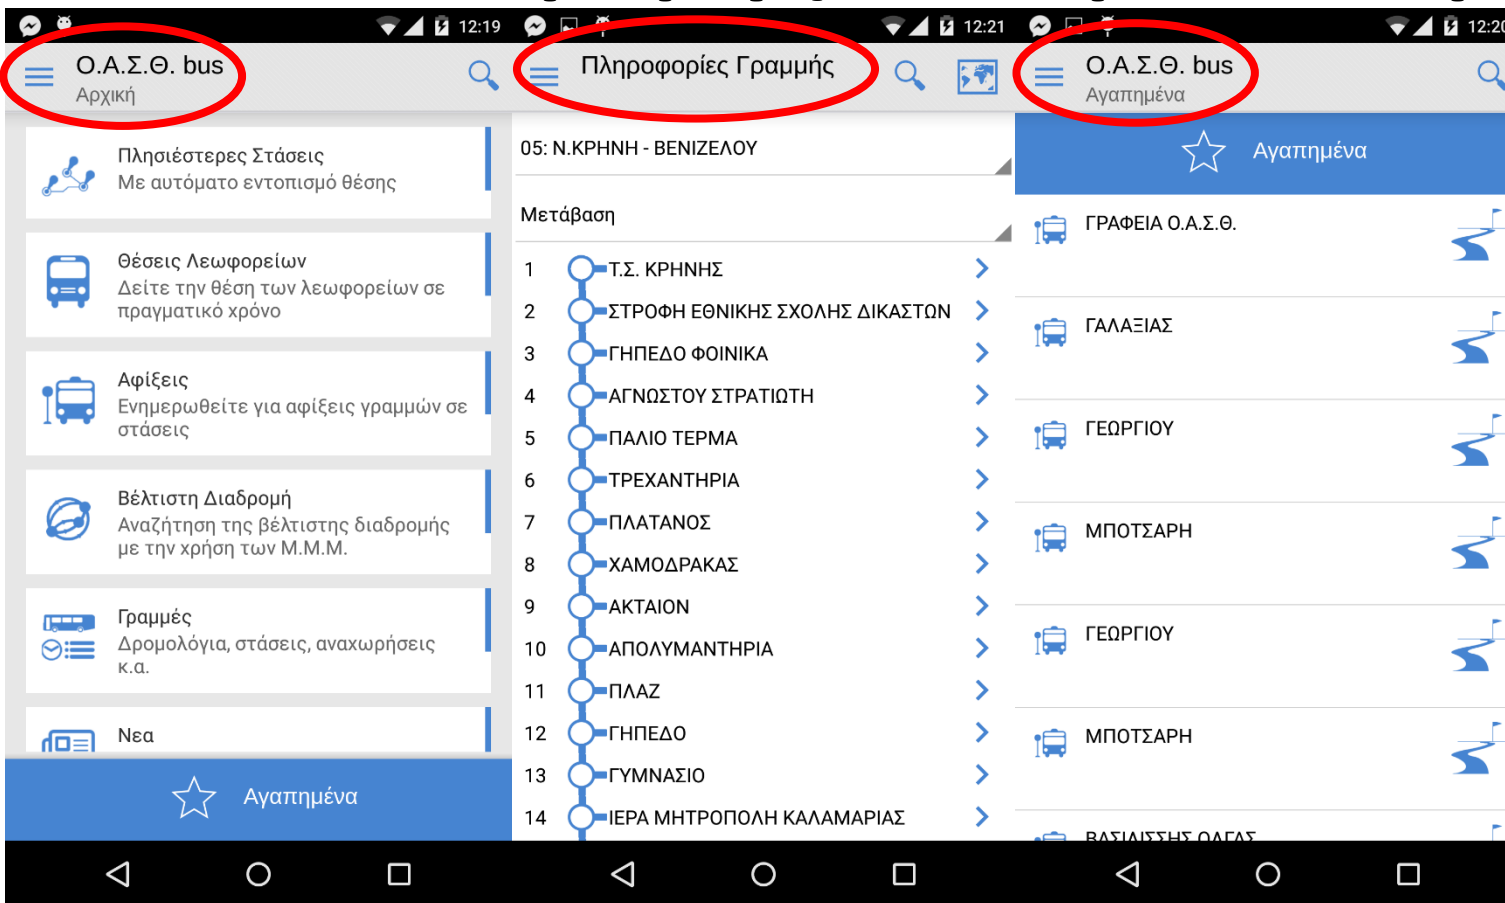 12:19
Ο.Α.Σ.Θ. bus
Αρχική
Πλησιέστερες Στάσεις
Με αυτόματο εντοπισμό θέσης
Θέσεις Λεωφορείων
Δείτε την θέση των λεωφορείων σε
πραγματικό χρόνο
Αφίξεις
Ενημερωθείτε για αφίξεις γραμμών σε
στάσεις
Βέλτιστη Διαδρομή
Αναζήτηση της βέλτιστης διαδρομής
με την χρήση των Μ.Μ.Μ.
Γραμμές
Δρομολόγια, στάσεις, αναχωρήσεις
κ.α.
Νεα
Αγαπημένα
12:21
Πληροφορίες Γραμμής
05: Ν.ΚΡΗΝΗ - ΒΕΝΙΖΕΛΟΥ
Μετάβαση
1 Τ.Σ. ΚΡΗΝΗΣ
2 ΣΤΡΟΦΗ ΕΘΝΙΚΗΣ ΣΧΟΛΗΣ ΔΙΚΑΣΤΩΝ
3 ΓΗΠΕΔΟ ΦΟΙΝΙΚΑ
4 ΑΓΝΩΣΤΟΥ ΣΤΡΑΤΙΩΤΗ
5 ΠΑΛΙΟ ΤΕΡΜΑ
6 ΤΡΕΧΑΝΤΗΡΙΑ
7 ΠΛΑΤΑΝΟΣ
8 ΧΑΜΟΔΡΑΚΑΣ
9 ΑΚΤΑΙΟΝ
10 ΑΠΟΛΥΜΑΝΤΗΡΙΑ
11 ΠΛΑΖ
12 ΓΗΠΕΔΟ
13 ΓΥΜΝΑΣΙΟ
14 ΙΕΡΑ ΜΗΤΡΟΠΟΛΗ ΚΑΛΑΜΑΡΙΑΣ
12:20
Ο.Α.Σ.Θ. bus
Αγαπημένα
Αγαπημένα
ΓΡΑΦΕΙΑ Ο.Α.Σ.Θ.
ΓΑΛΑΞΙΑΣ
ΓΕΩΡΓΙΟΥ
ΜΠΟΤΣΑΡΗ
ΓΕΩΡΓΙΟΥ
ΜΠΟΤΣΑΡΗ
ΒΑΣΙΛΙΣΣΗΣ ΟΛΓΑΣ